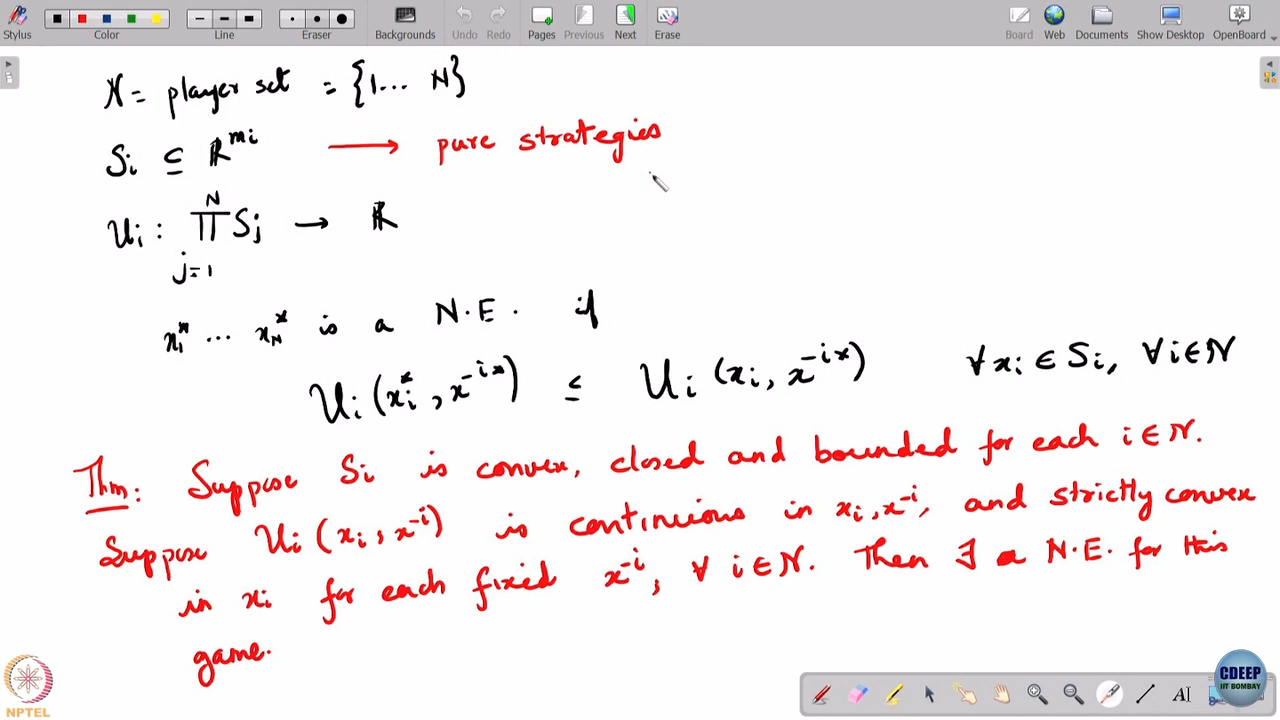 Stylus Color Line Eraser Backgrounds Undo Redo Pages Previous Next Erase Board Web Documents Show Desktop OpenBoard
𝒩 = player set = {1... N}
Sᵢ ⊆ ℝ^{mᵢ} → pure strategies
Uᵢ : ∏_{j=1}^{N} Sⱼ → ℝ
x₁* ... x_N* is a N.E. if
Uᵢ(xᵢ*, x^{-i*}) ≤ Uᵢ(xᵢ, x^{-i*}) ∀xᵢ ∈ Sᵢ, ∀i∈𝒩
Thm: Suppose Sᵢ is convex, closed and bounded for each i∈𝒩.
Suppose Uᵢ(xᵢ, x^{-i}) is continuous in xᵢ, x^{-i}, and strictly convex
in xᵢ for each fixed x^{-i}, ∀ i∈𝒩. Then ∃ a N.E. for this
game.
NPTEL
CDEEP
IIT BOMBAY